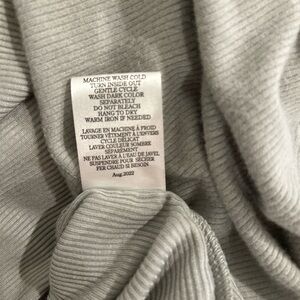 MACHINE WASH COLD
TURN INSIDE OUT
GENTLE CYCLE
WASH DARK COLOR
SEPARATELY
DO NOT BLEACH
HANG TO DRY
WARM IRON IF NEEDED
LAVAGE EN MACHINE À FROID
TOURNER VÊTEMENT À L'ENVERS
CYCLE DÉLICAT
LAVER COULEUR SOMBRE
SÉPARÉMENT
NE PAS LAVER À L'EAU DE JAVEL
SUSPENDRE POUR SÉCHER
FER CHAUD SI BESOIN
Aug.2022